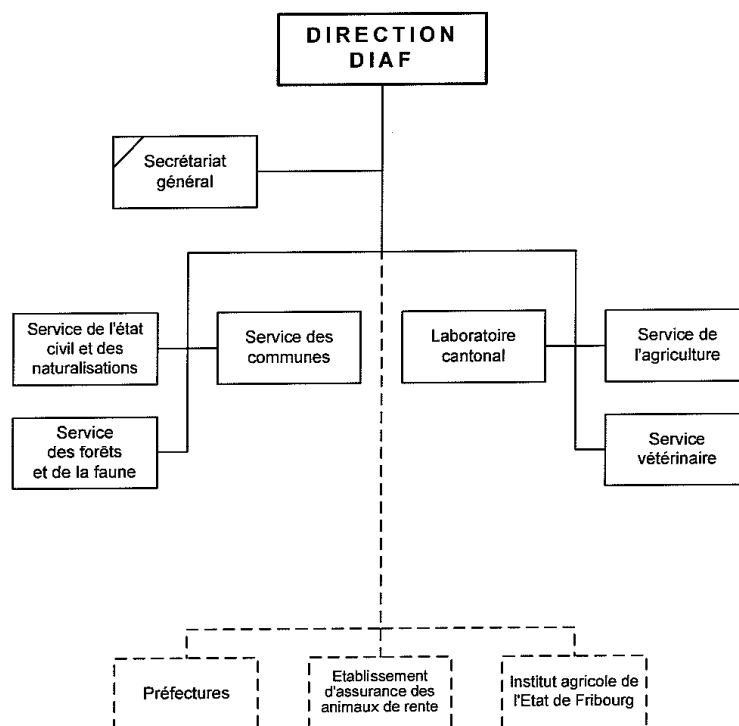 DIRECTION
DIAF
Secrétariat
général
Service de l'état
civil et des
naturalisations
Service des
communes
Laboratoire
cantonal
Service de
l'agriculture
Service
des forêts
et de la faune
Service
vétérinaire
Préfectures
Etablissement
d'assurance des
animaux de rente
Institut agricole de
l'Etat de Fribourg